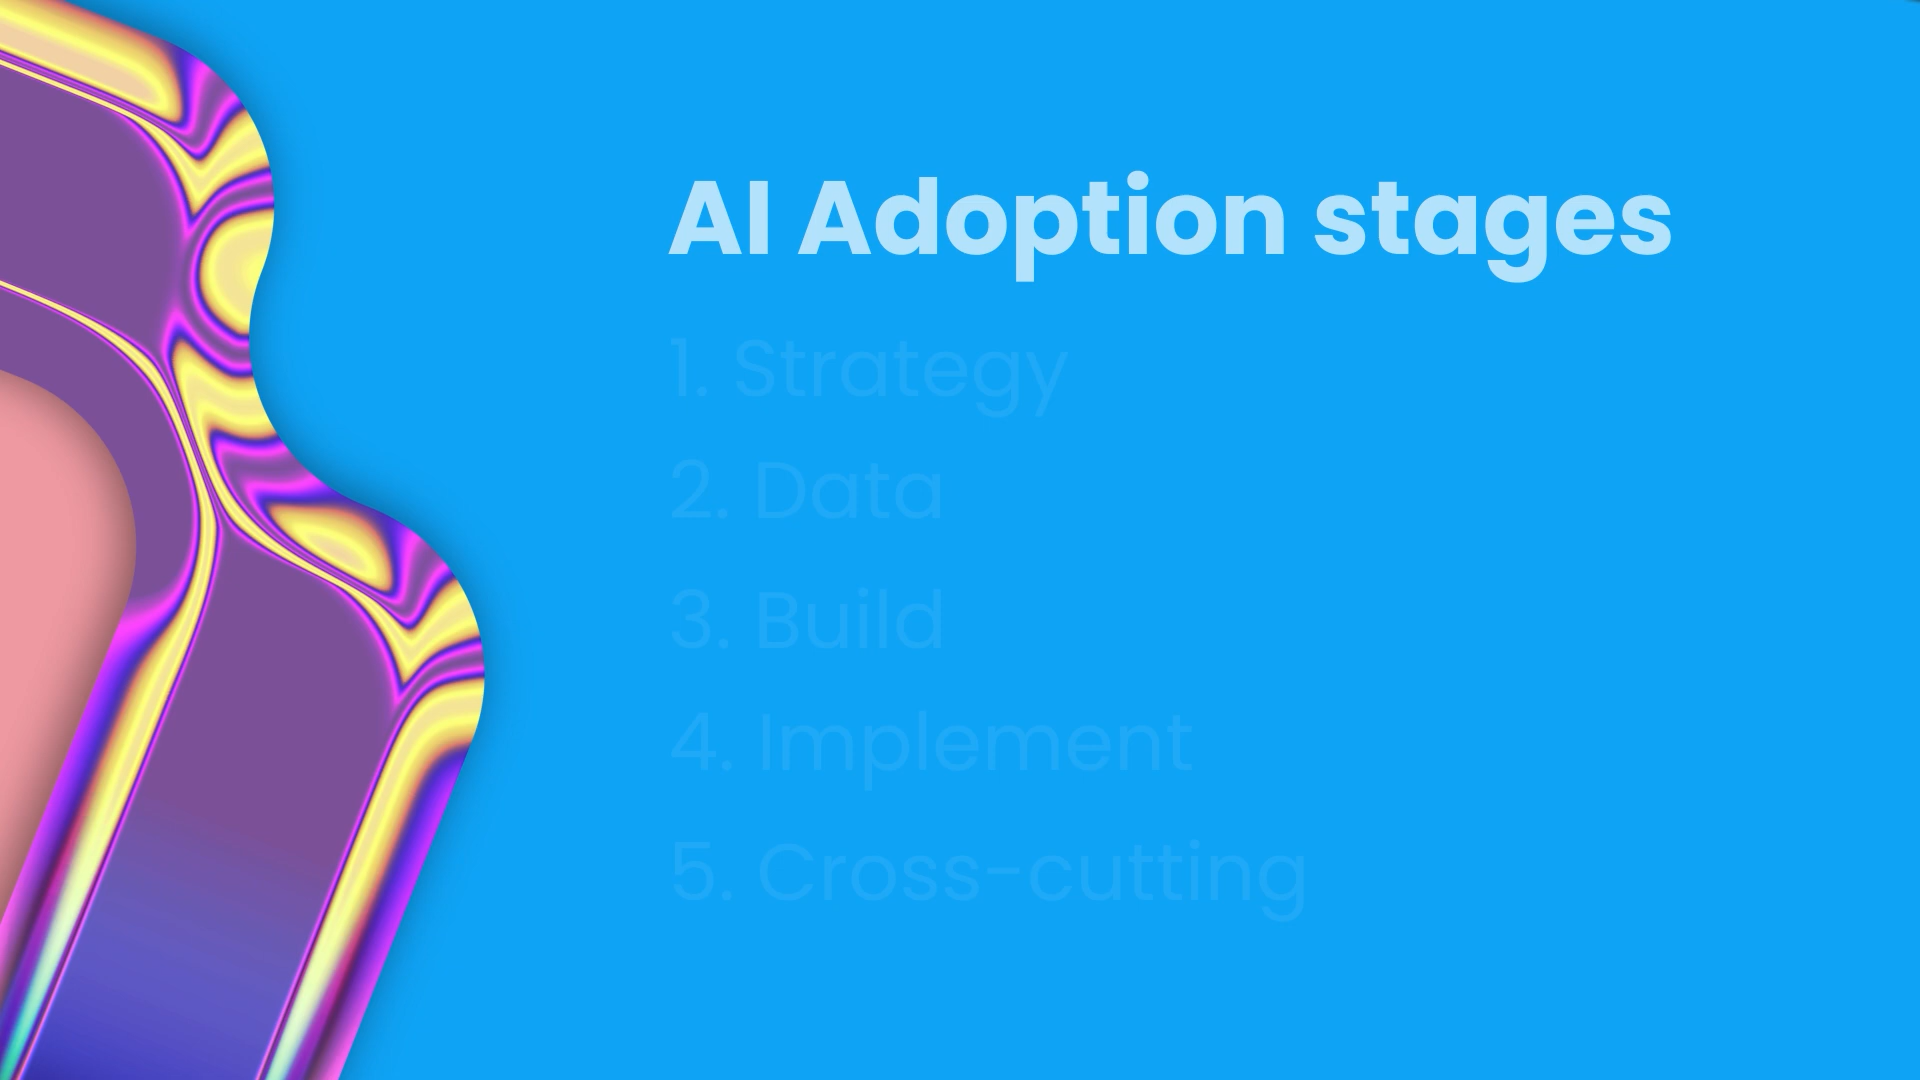 AI Adoption stages
1. Strategy
2. Data
3. Build
4. Implement
5. Cross-cutting